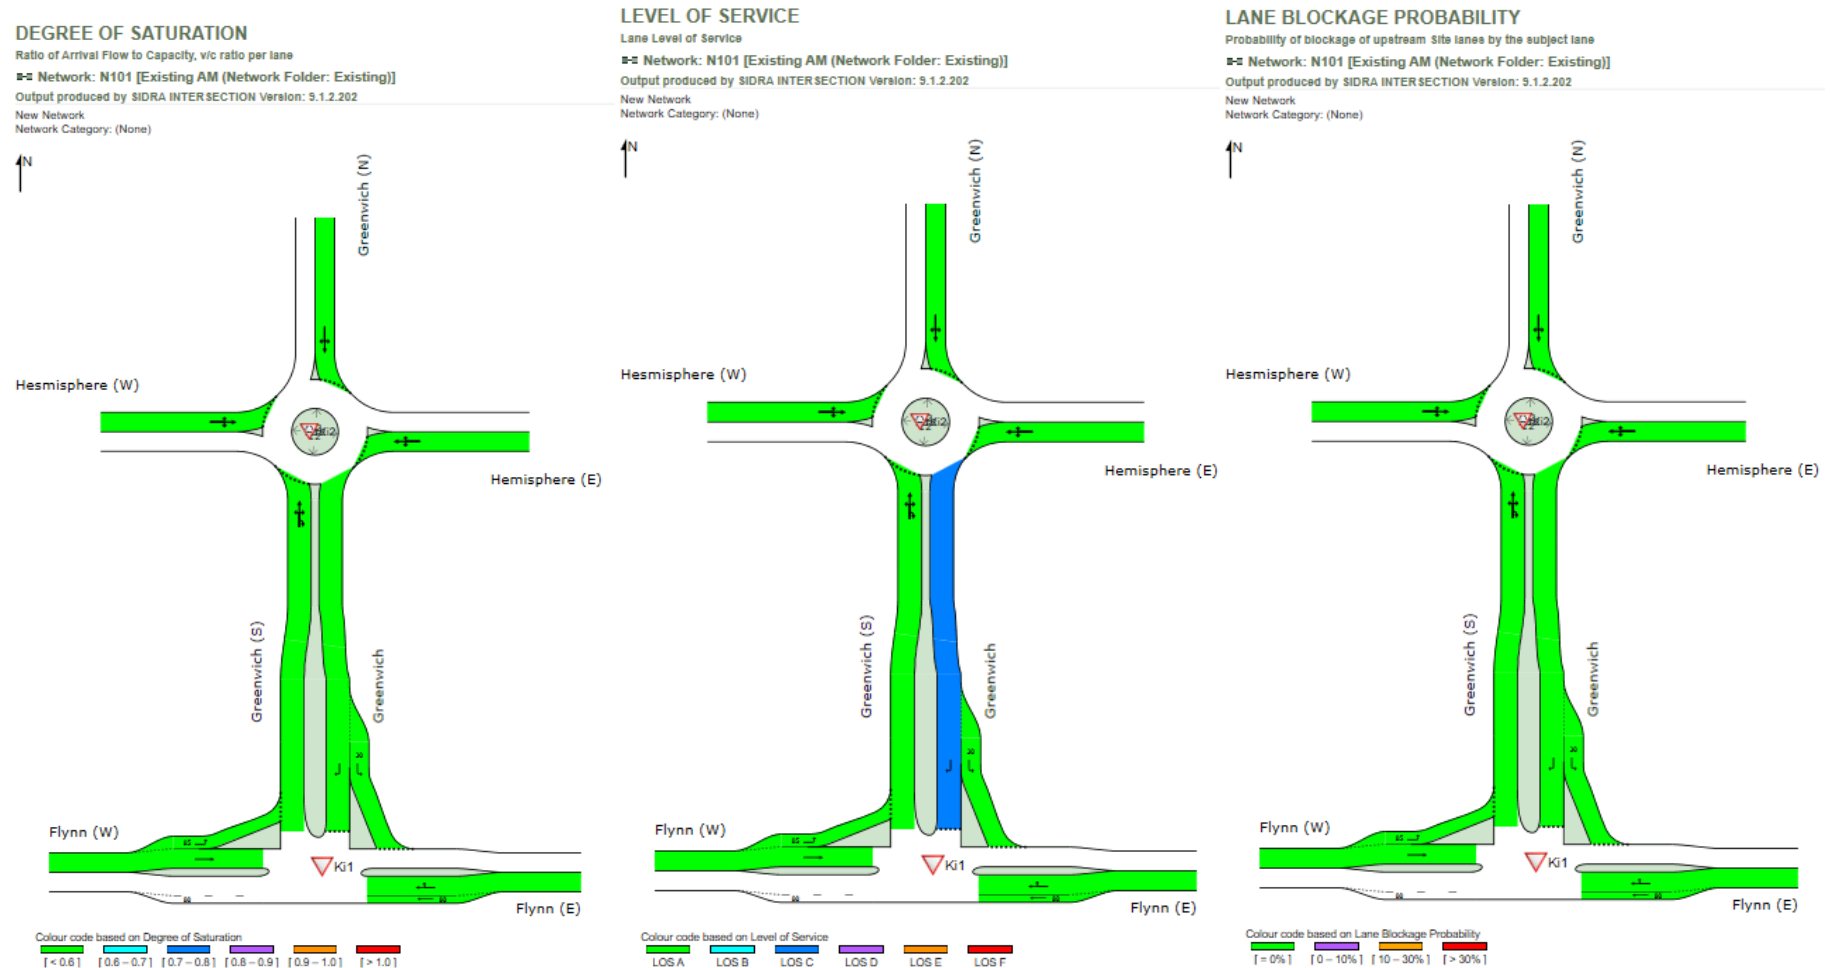 DEGREE OF SATURATION
Ratio of Arrival Flow to Capacity, v/c ratio per lane
Network: N101 [Existing AM (Network Folder: Existing)]
Output produced by SIDRA INTERSECTION Version: 9.1.2.202
New Network
Network Category: (None)
N
Greenwich (N)
Hesmisphere (W)
Hemisphere (E)
Greenwich (S)
Greenwich
Flynn (W)
Ki1
Flynn (E)
Colour code based on Degree of Saturation
[ < 0.6 ] [ 0.6 – 0.7 ] [ 0.7 – 0.8 ] [ 0.8 – 0.9 ] [ 0.9 – 1.0 ] [ > 1.0 ]
LEVEL OF SERVICE
Lane Level of Service
Network: N101 [Existing AM (Network Folder: Existing)]
Output produced by SIDRA INTERSECTION Version: 9.1.2.202
New Network
Network Category: (None)
N
Greenwich (N)
Hesmisphere (W)
Hemisphere (E)
Greenwich (S)
Greenwich
Flynn (W)
Ki1
Flynn (E)
Colour code based on Level of Service
LOS A LOS B LOS C LOS D LOS E LOS F
LANE BLOCKAGE PROBABILITY
Probability of blockage of upstream Site lanes by the subject lane
Network: N101 [Existing AM (Network Folder: Existing)]
Output produced by SIDRA INTERSECTION Version: 9.1.2.202
New Network
Network Category: (None)
N
Greenwich (N)
Hesmisphere (W)
Hemisphere (E)
Greenwich (S)
Greenwich
Flynn (W)
Ki1
Flynn (E)
Colour code based on Lane Blockage Probability
[ = 0% ] [ 0 – 10% ] [ 10 – 30% ] [ > 30% ]